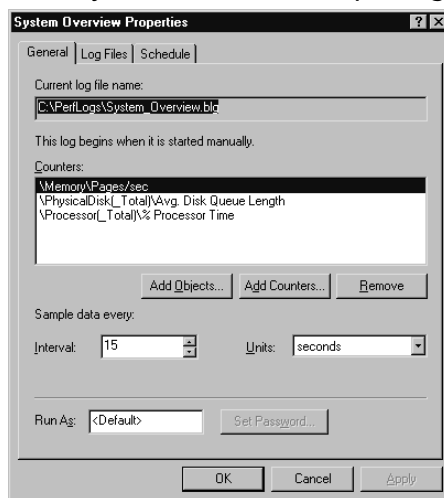 System Overview Properties
General Log Files Schedule
Current log file name:
C:\PerfLogs\System_Overview.blg
This log begins when it is started manually.
Counters:
\Memory\Pages/sec
\PhysicalDisk(_Total)\Avg. Disk Queue Length
\Processor(_Total)\% Processor Time
Add Objects... Add Counters... Remove
Sample data every:
Interval: 15 Units: seconds
Run As: <Default> Set Password...
OK Cancel Apply